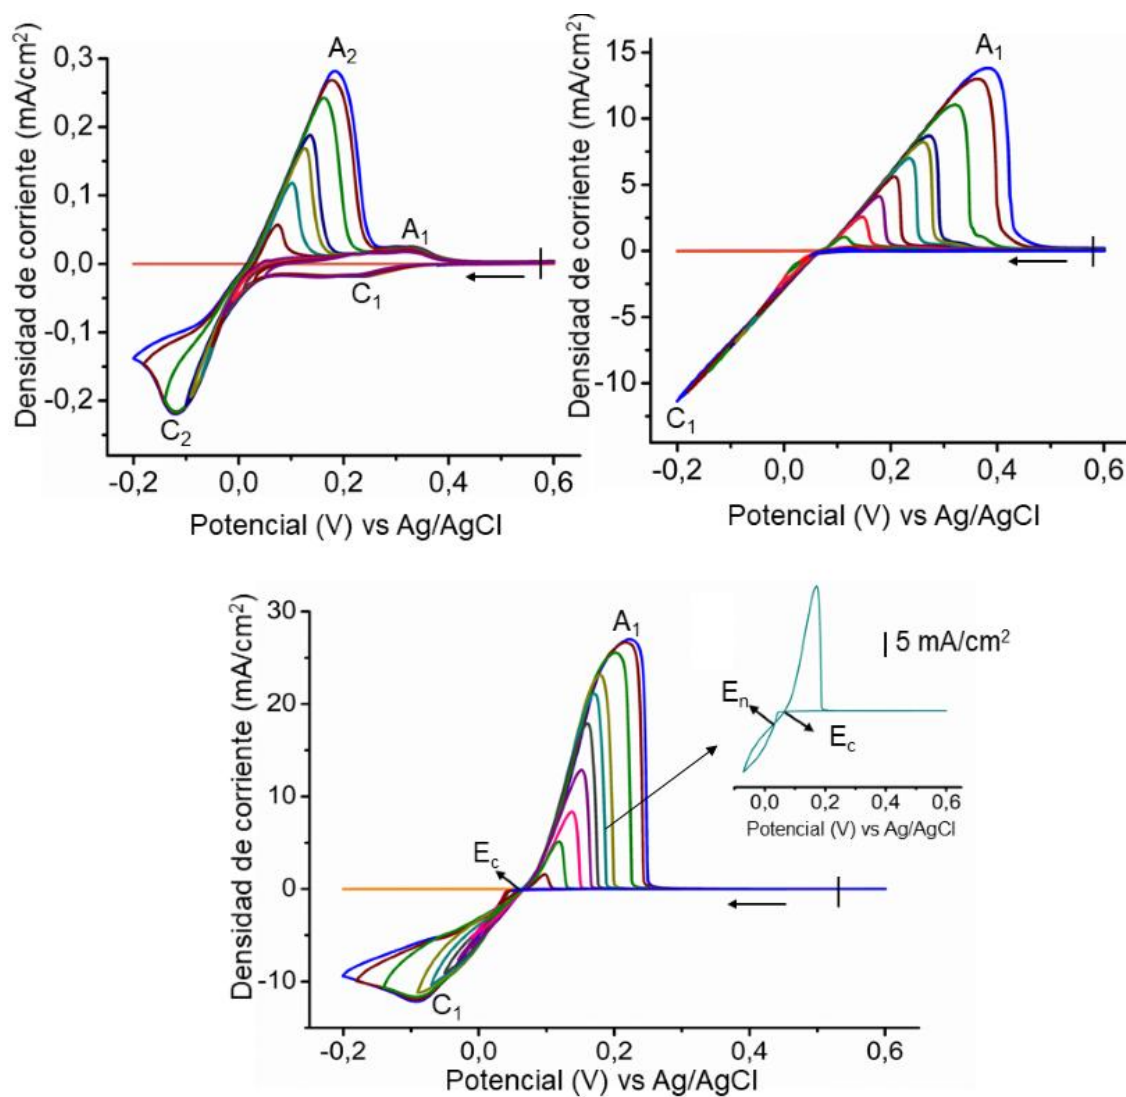 Densidad de corriente (mA/cm²)
0,3
0,2
0,1
0,0
-0,1
-0,2
A₂
A₁
C₁
C₂
-0,2 0,0 0,2 0,4 0,6
Potencial (V) vs Ag/AgCl
Densidad de corriente (mA/cm²)
15
10
5
0
-5
-10
A₁
C₁
-0,2 0,0 0,2 0,4 0,6
Potencial (V) vs Ag/AgCl
Densidad de corriente (mA/cm²)
30
20
10
0
-10
A₁
E_c
C₁
-0,2 0,0 0,2 0,4 0,6
Potencial (V) vs Ag/AgCl
5 mA/cm²
Eₙ
E_c
0,0 0,2 0,4 0,6
Potencial (V) vs Ag/AgCl